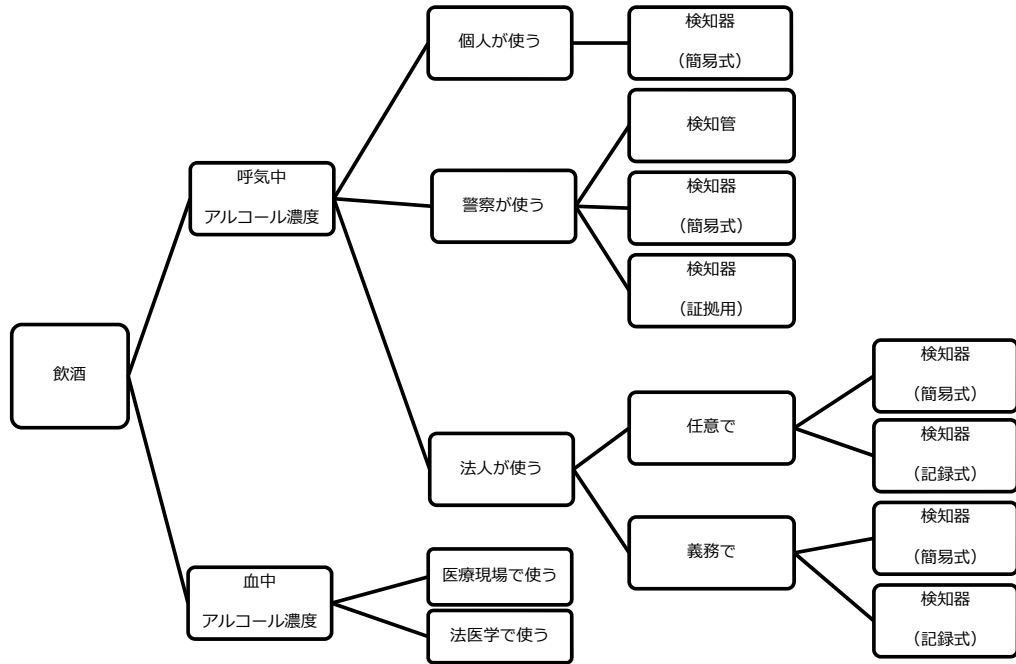 飲酒
呼気中
アルコール濃度
個人が使う
検知器
（簡易式）
警察が使う
検知管
検知器
（簡易式）
検知器
（証拠用）
法人が使う
任意で
検知器
（簡易式）
検知器
（記録式）
義務で
検知器
（簡易式）
検知器
（記録式）
血中
アルコール濃度
医療現場で使う
法医学で使う